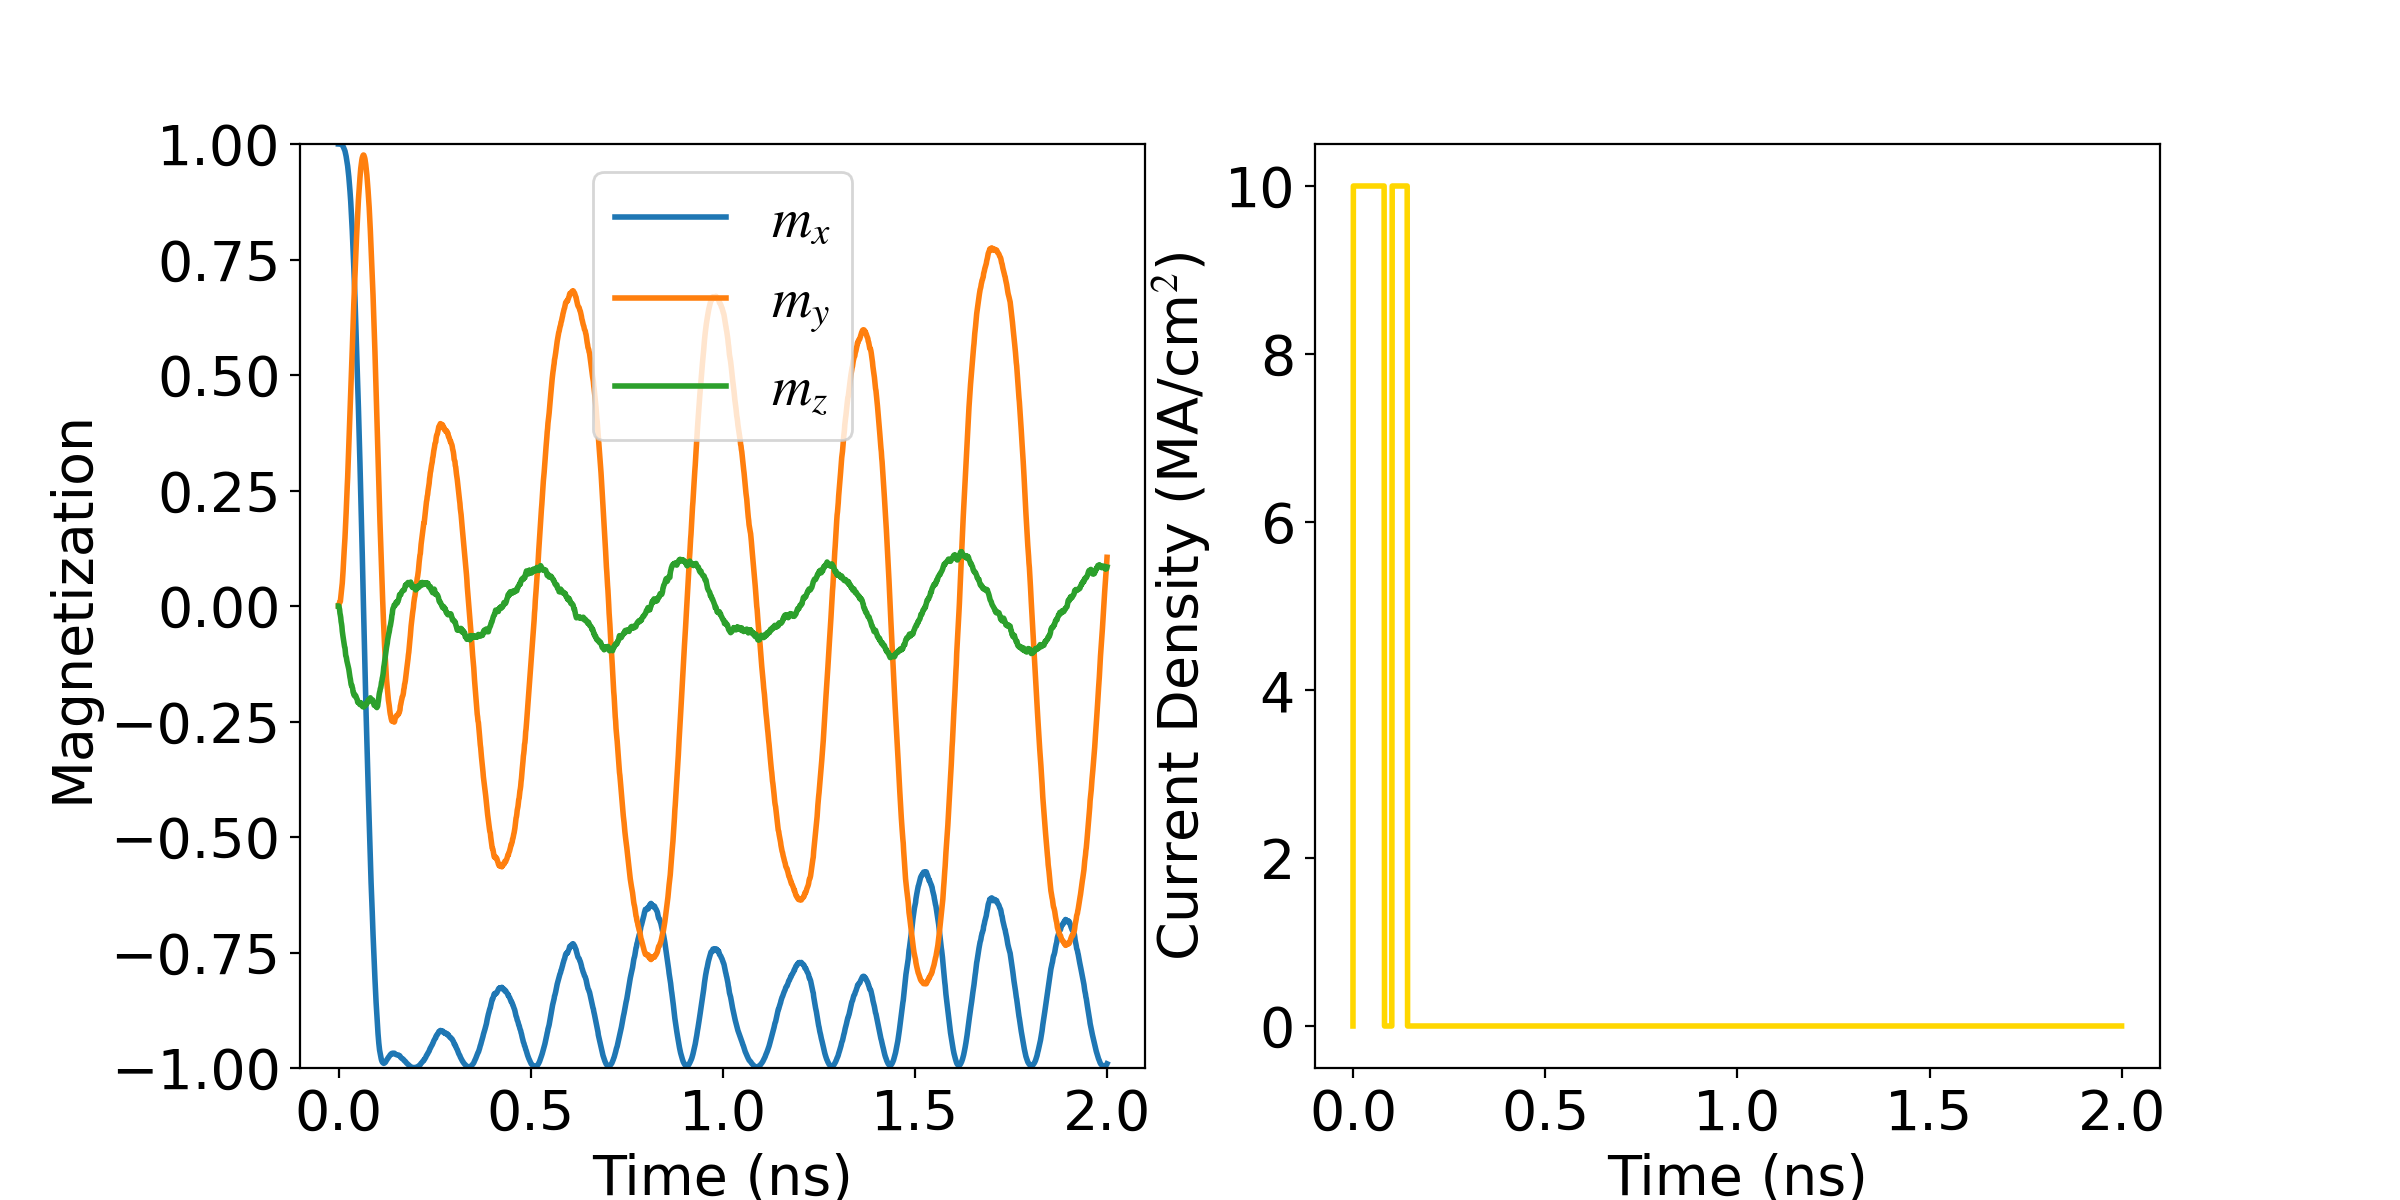 Magnetization
1.00
0.75
0.50
0.25
0.00
−0.25
−0.50
−0.75
−1.00
0.0 0.5 1.0 1.5 2.0
Time (ns)
m_x
m_y
m_z
Current Density (MA/cm²)
10
8
6
4
2
0
0.0 0.5 1.0 1.5 2.0
Time (ns)